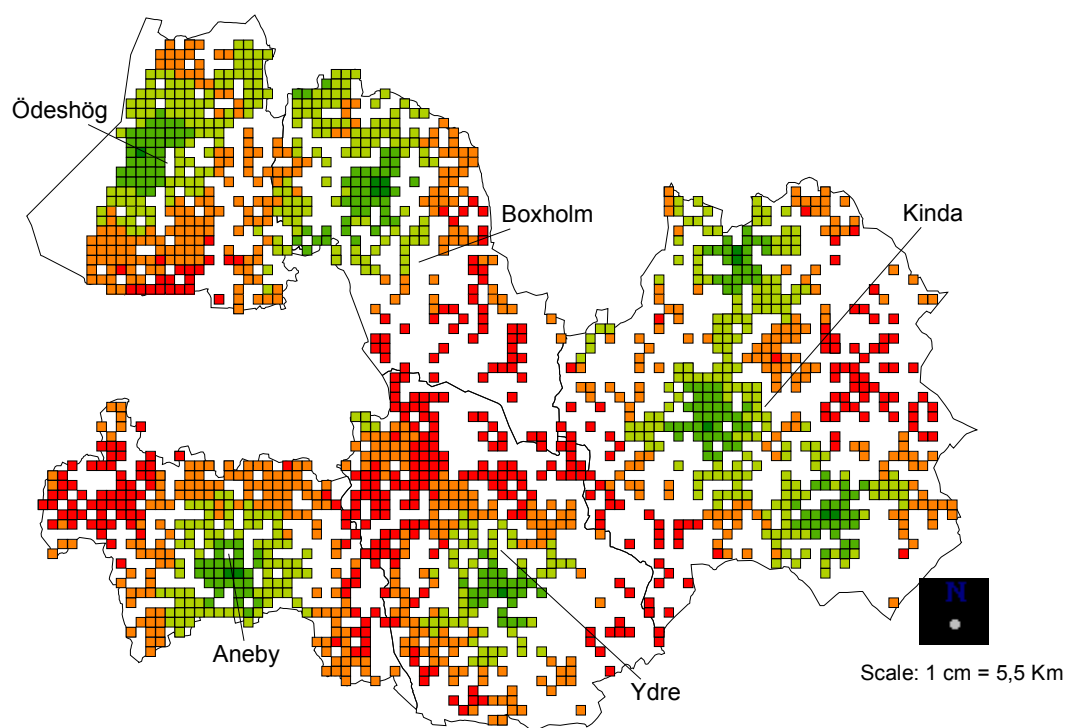 Ödeshög
Boxholm
Kinda
Aneby
Ydre
N
Scale: 1 cm = 5,5 Km